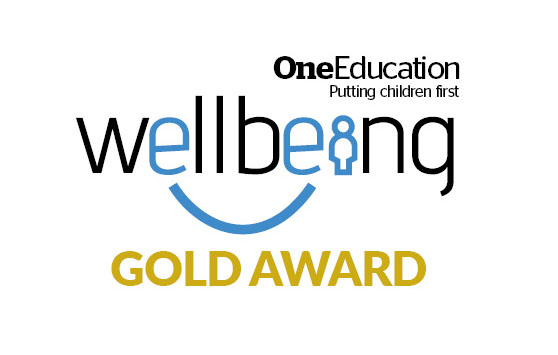 OneEducation
Putting children first
wellbeing
GOLD AWARD